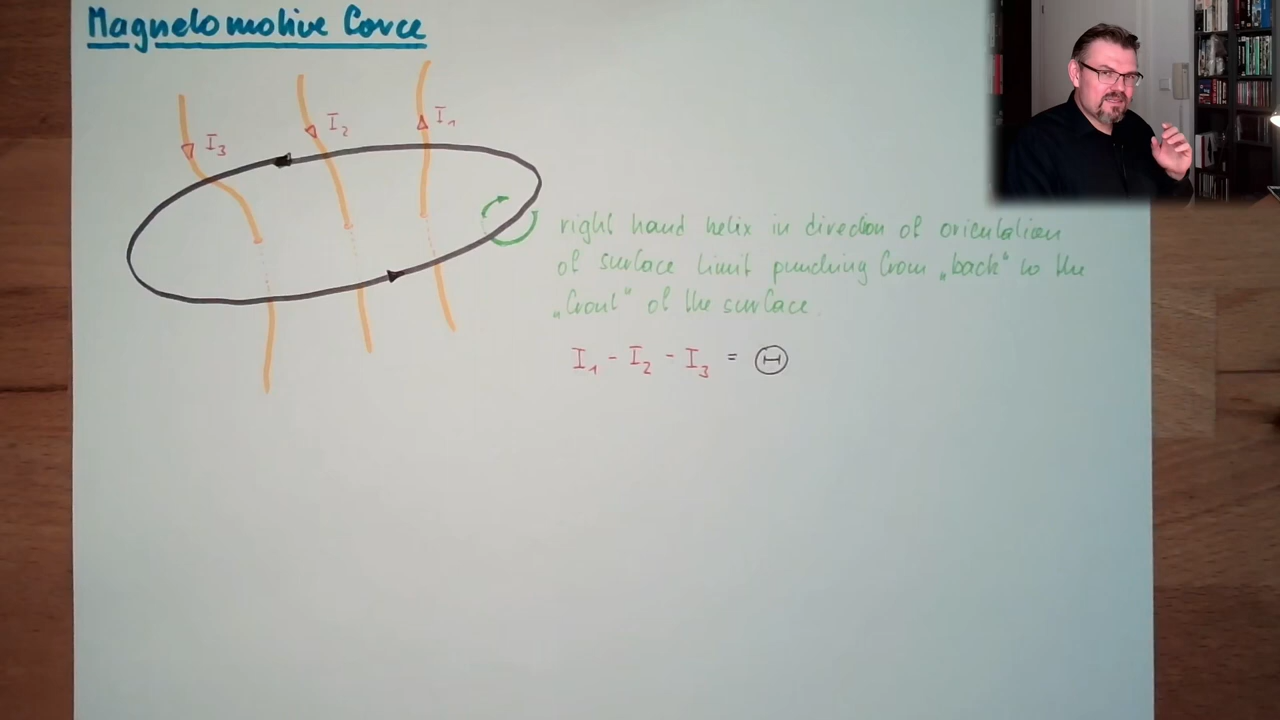 Magnetomotive Force
I₃
I₂
I₁
right hand helix in direction of orientation
of surface limit punching from „back“ to the
„front“ of the surface.
I₁ - I₂ - I₃ = Θ